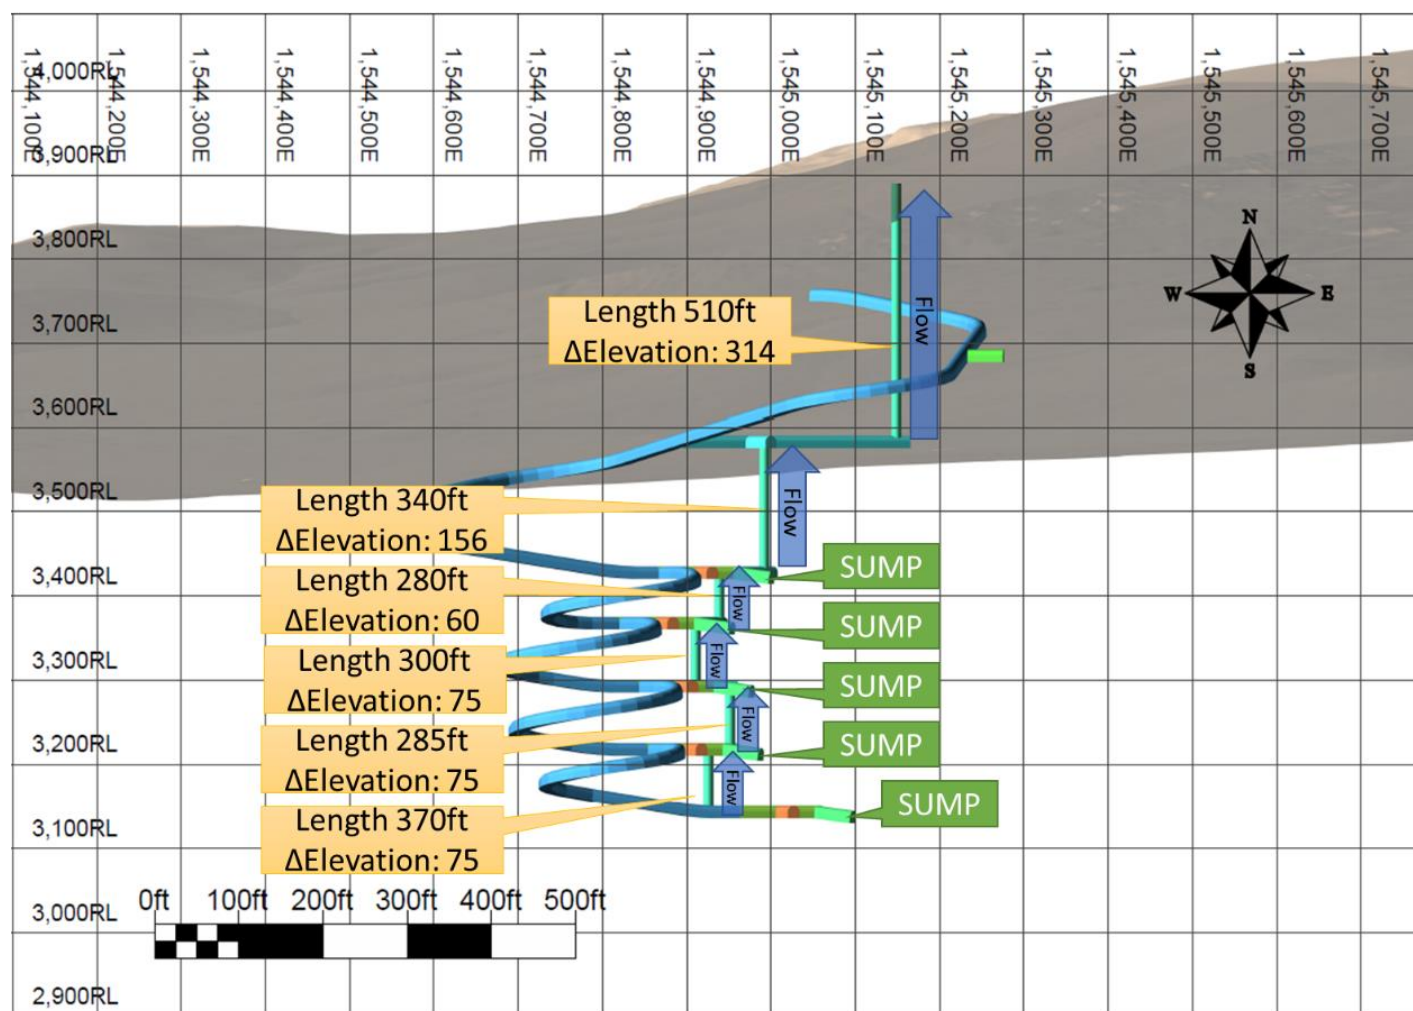 1,544,100E
1,544,200E
1,544,300E
1,544,400E
1,544,500E
1,544,600E
1,544,700E
1,544,800E
1,544,900E
1,545,000E
1,545,100E
1,545,200E
1,545,300E
1,545,400E
1,545,500E
1,545,600E
1,545,700E
4,000RL
3,900RL
3,800RL
3,700RL
3,600RL
3,500RL
3,400RL
3,300RL
3,200RL
3,100RL
3,000RL
2,900RL
N
W
E
S
Length 510ft
ΔElevation: 314
Flow
Length 340ft
ΔElevation: 156
Flow
Length 280ft
ΔElevation: 60
Flow
SUMP
Length 300ft
ΔElevation: 75
Flow
SUMP
Length 285ft
ΔElevation: 75
Flow
SUMP
Length 370ft
ΔElevation: 75
Flow
SUMP
SUMP
0ft
100ft
200ft
300ft
400ft
500ft